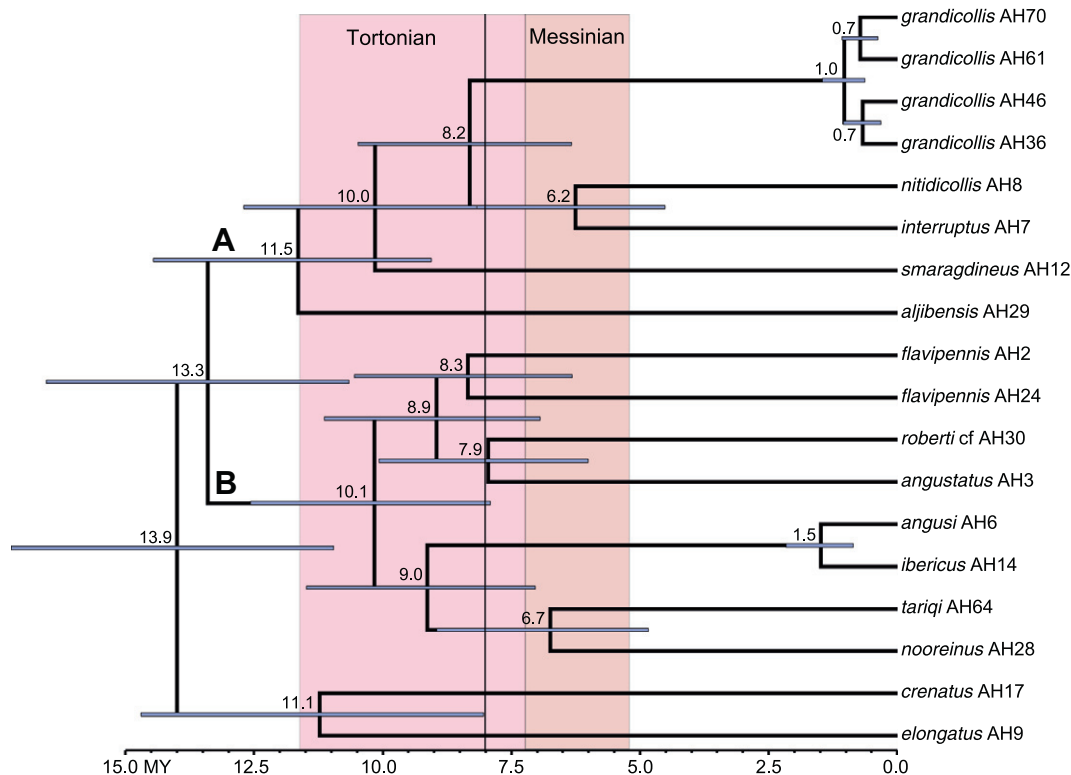 Tortonian
Messinian
grandicollis AH70
0.7
grandicollis AH61
1.0
grandicollis AH46
0.7
grandicollis AH36
8.2
nitidicollis AH8
10.0
6.2
interruptus AH7
A
11.5
smaragdineus AH12
aljibensis AH29
flavipennis AH2
8.3
13.3
flavipennis AH24
8.9
roberti cf AH30
7.9
angustatus AH3
B
10.1
angusi AH6
13.9
1.5
ibericus AH14
9.0
tariqi AH64
6.7
nooreinus AH28
crenatus AH17
11.1
elongatus AH9
15.0 MY 12.5 10.0 7.5 5.0 2.5 0.0